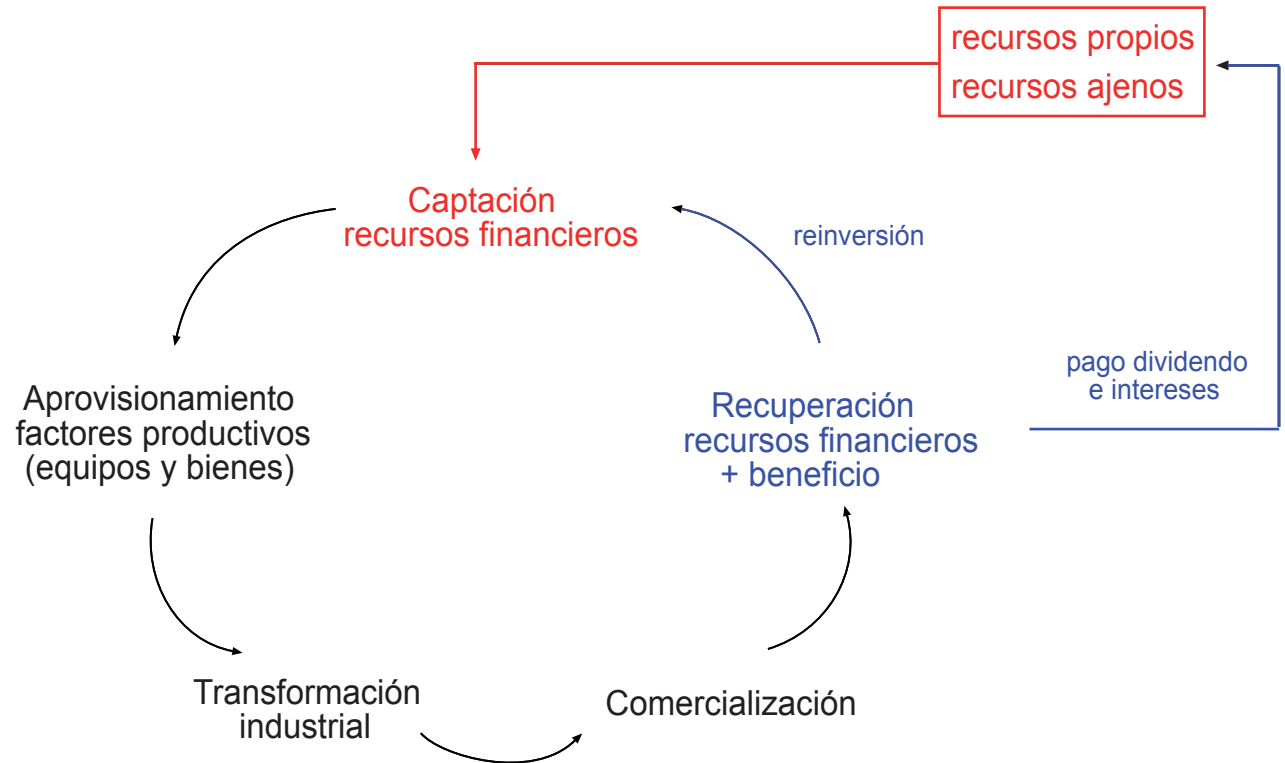 recursos propios
recursos ajenos
Captación
recursos financieros
reinversión
pago dividendo
e intereses
Aprovisionamiento
factores productivos
(equipos y bienes)
Recuperación
recursos financieros
+ beneficio
Transformación
industrial
Comercialización